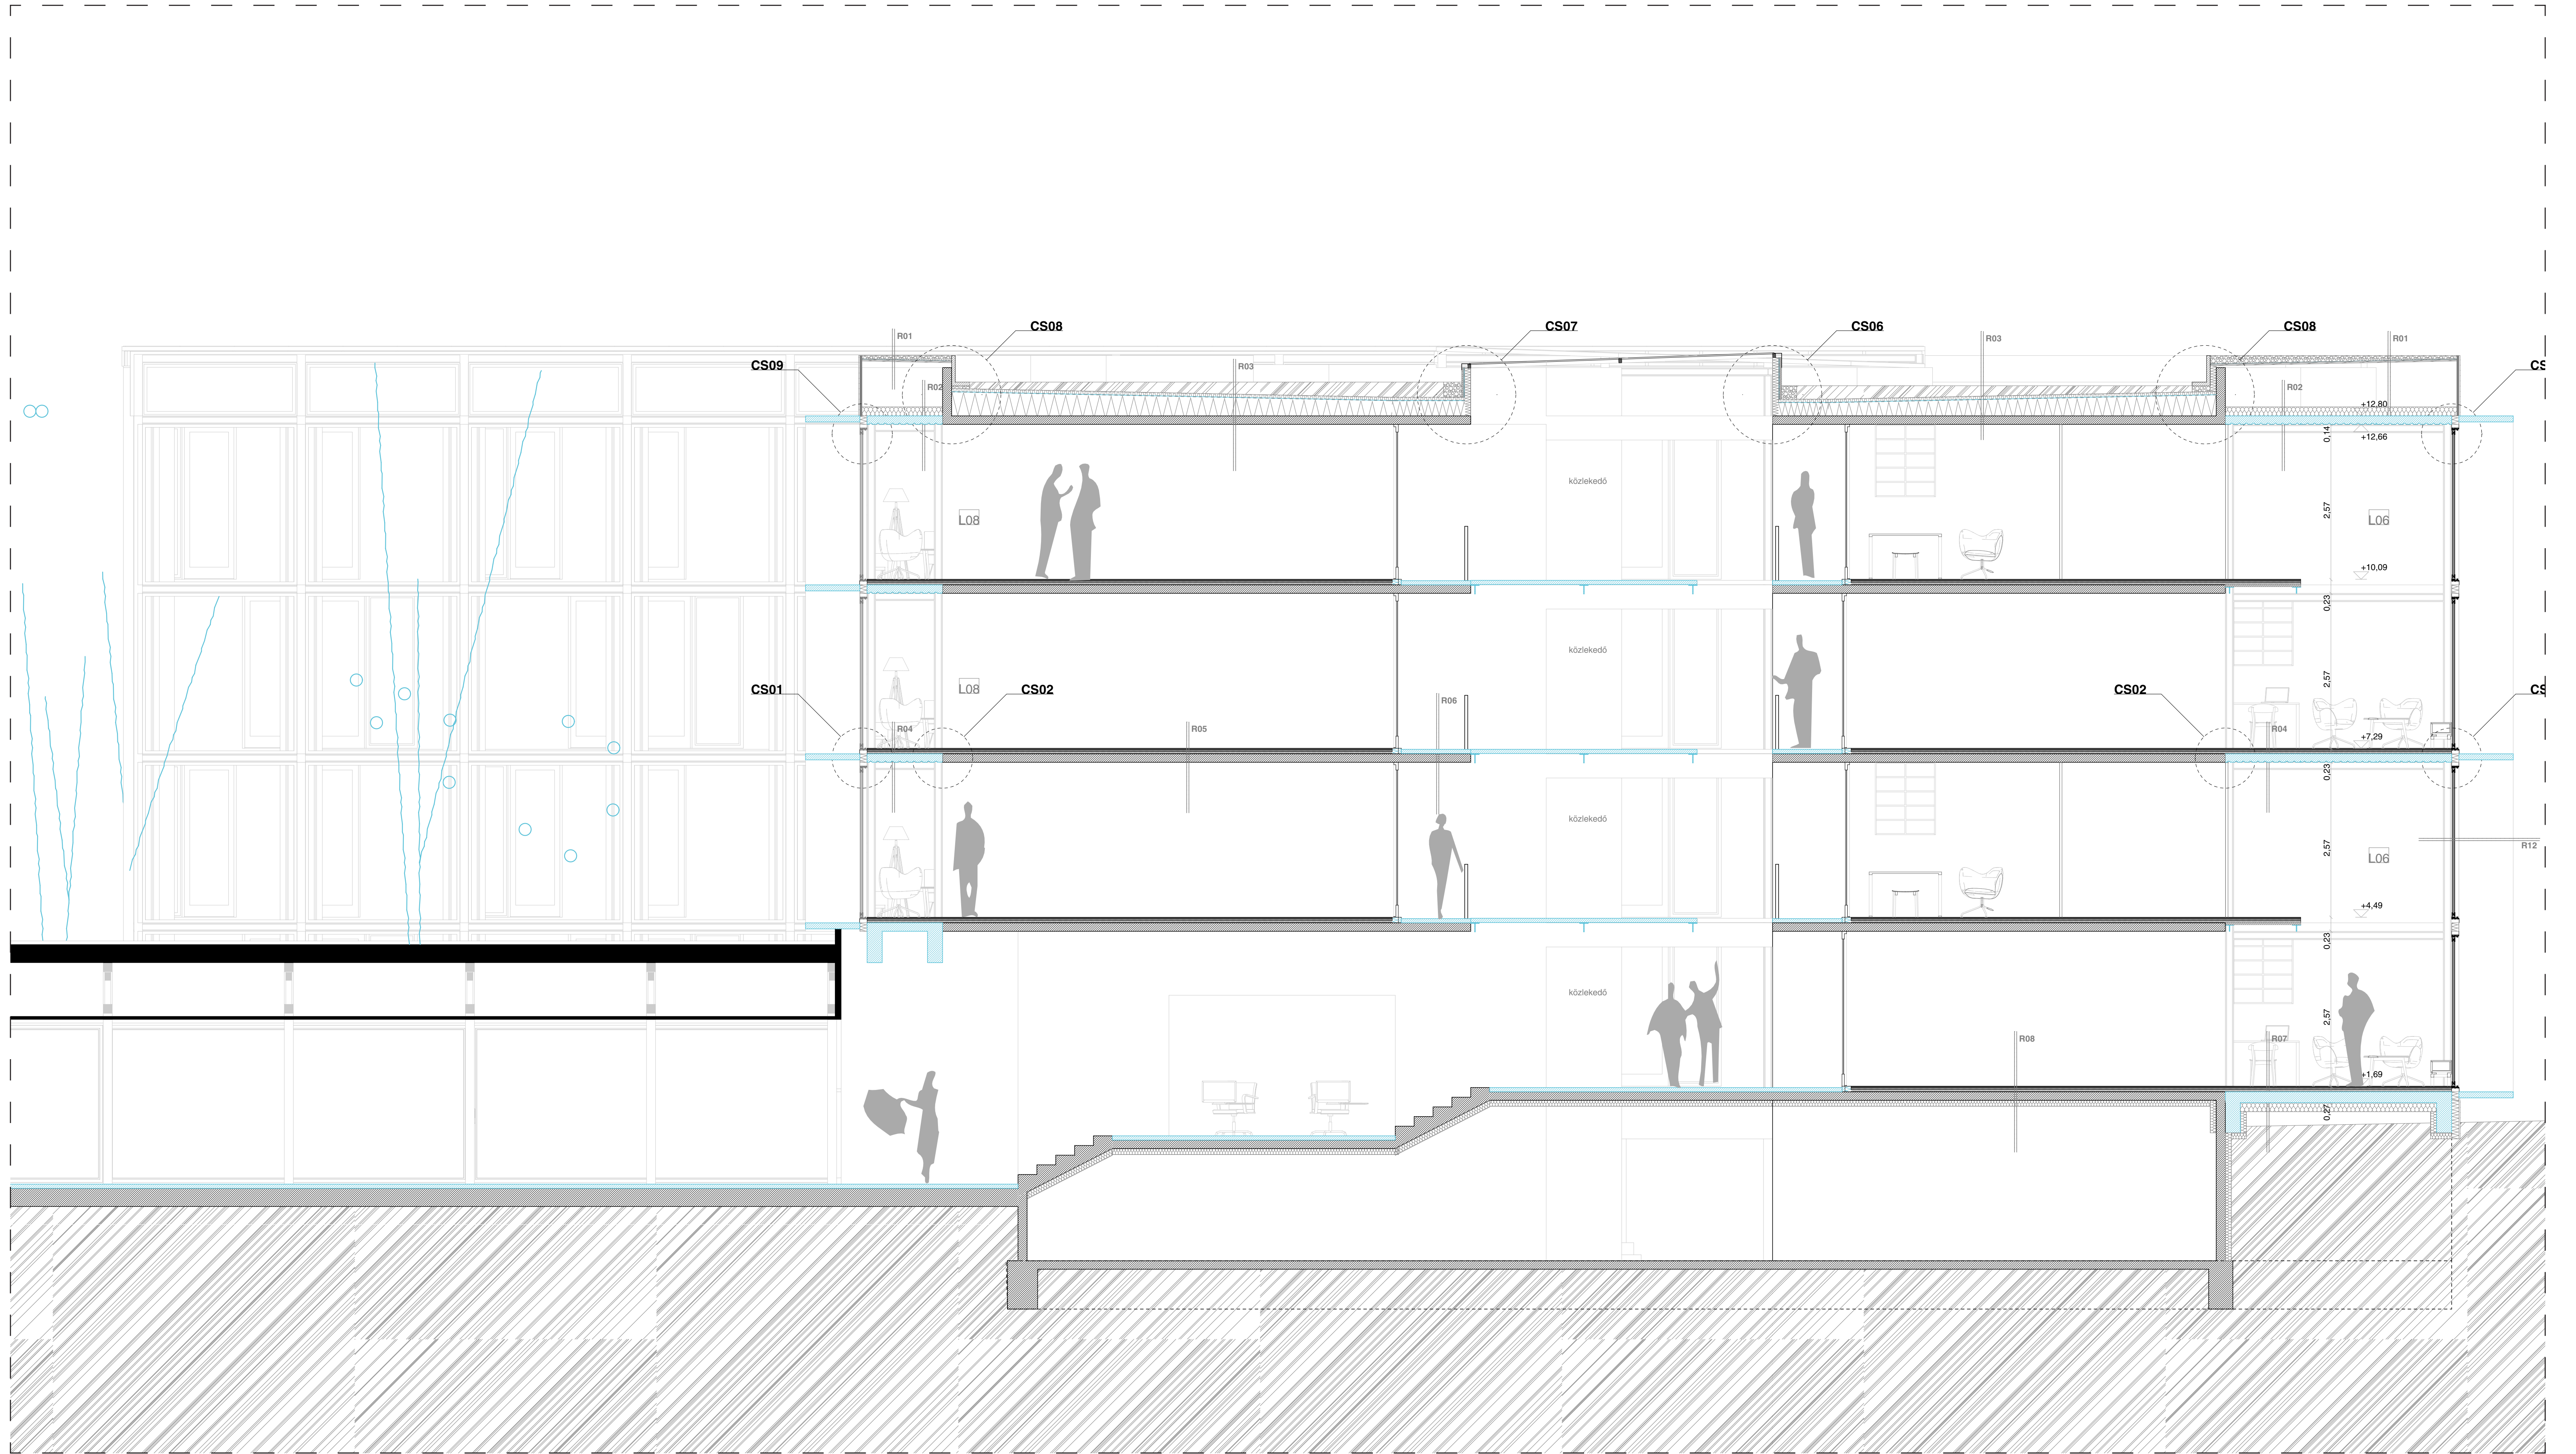 CS08
CS07
CS06
CS08
R01
R03
R03
R01
CS09
CS
R02
R02
+12,80
0,14
+12,66
közlekedő
2,57
L08
L06
+10,09
0,23
közlekedő
2,57
L08
CS01
CS02
R06
CS02
CS
R04
R05
R04
+7,29
0,23
közlekedő
2,57
L06
R12
+4,49
0,23
közlekedő
2,57
R08
R07
+1,69
0,27